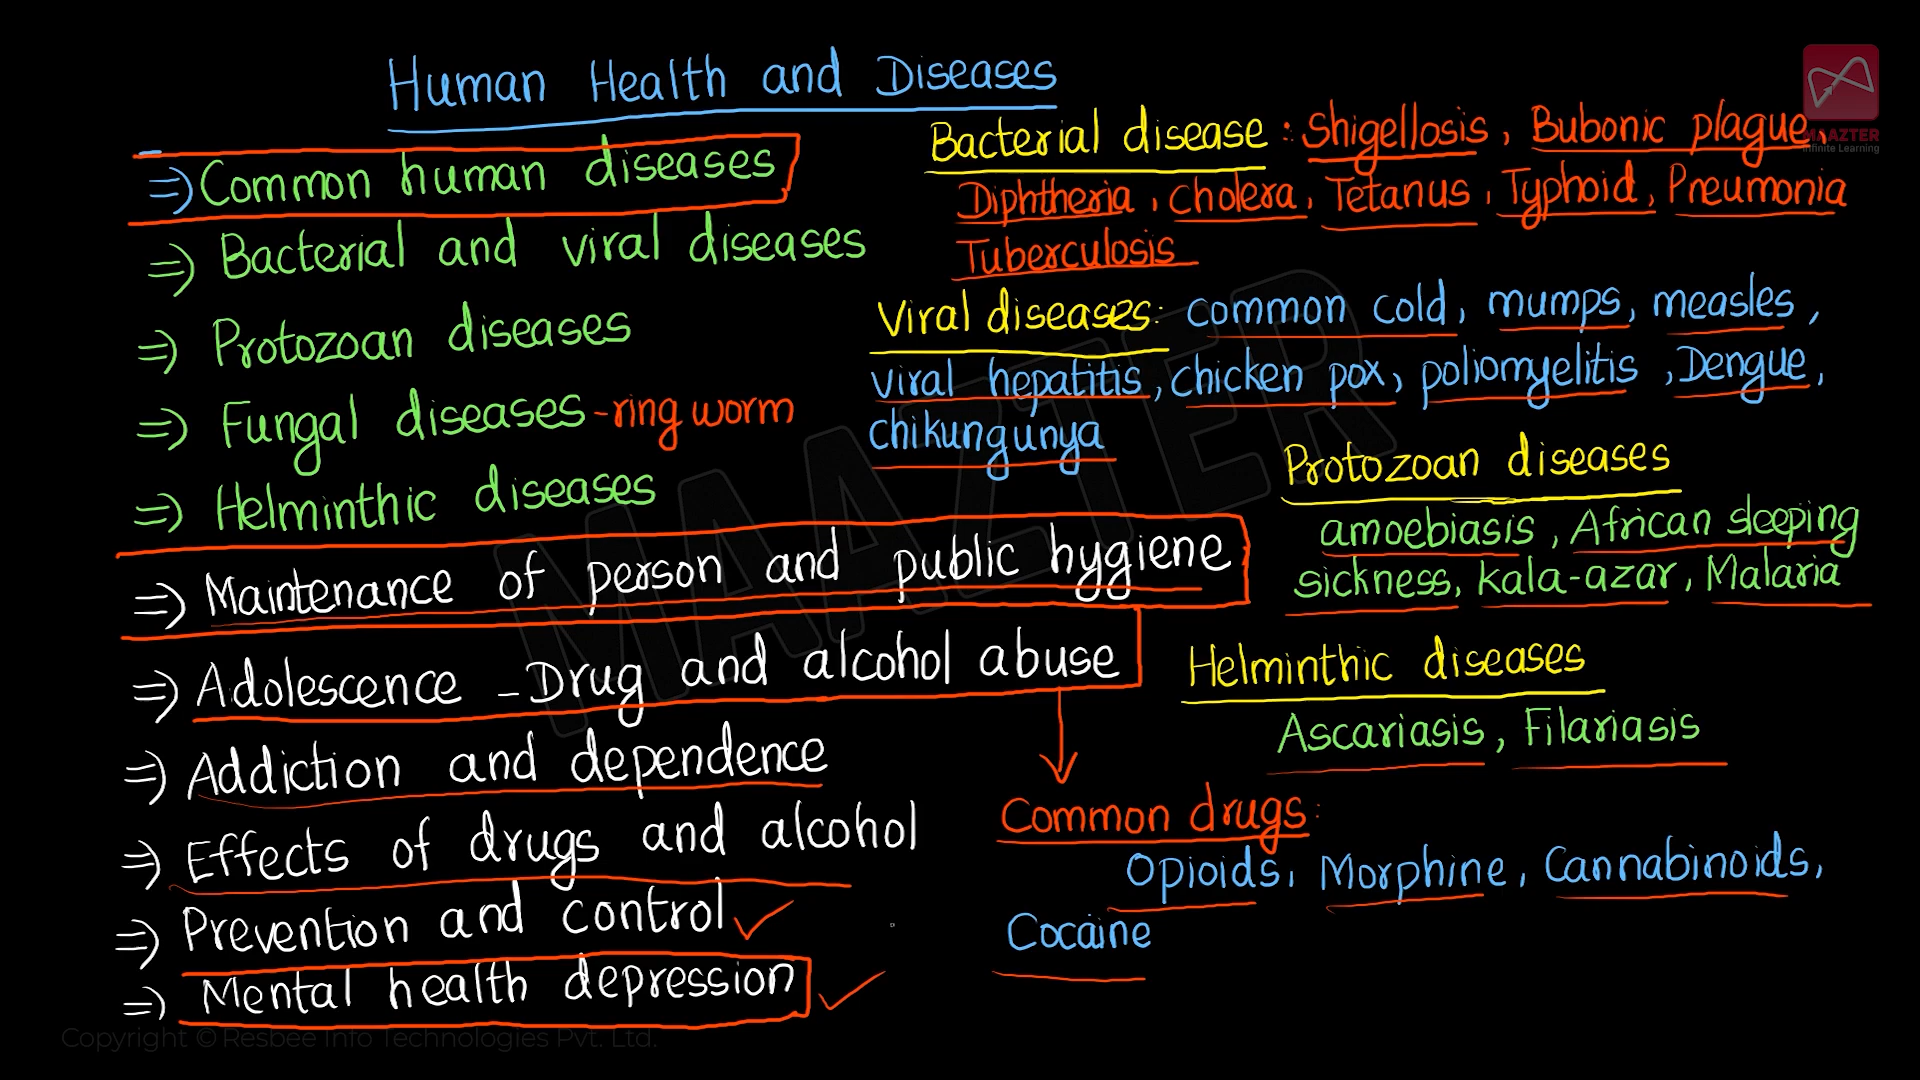 Human Health and Diseases
⇒ Common human diseases
⇒ Bacterial and viral diseases
⇒ Protozoan diseases
⇒ Fungal diseases - ring worm
⇒ Helminthic diseases
⇒ Maintenance of person and public hygiene
⇒ Adolescence - Drug and alcohol abuse
⇒ Addiction and dependence
⇒ Effects of drugs and alcohol
⇒ Prevention and control
⇒ Mental health depression
Bacterial disease : Shigellosis, Bubonic plague,
Diphtheria, Cholera, Tetanus, Typhoid, Pneumonia
Tuberculosis
Viral diseases: common cold, mumps, measles,
viral hepatitis, chicken pox, poliomyelitis, Dengue,
chikungunya
Protozoan diseases
amoebiasis, African sleeping
sickness, kala-azar, Malaria
Helminthic diseases
Ascariasis, Filariasis
Common drugs:
Opioids, Morphine, Cannabinoids,
Cocaine
MAAZTER
Infinite Learning
MAAZTER
Copyright © Resbee Info Technologies Pvt. Ltd.